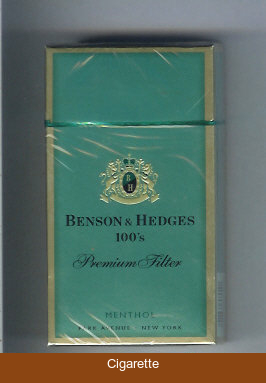 B
H
BENSON & HEDGES
100's
Premium Filter
MENTHOL
PARK AVENUE · NEW YORK
Cigarette